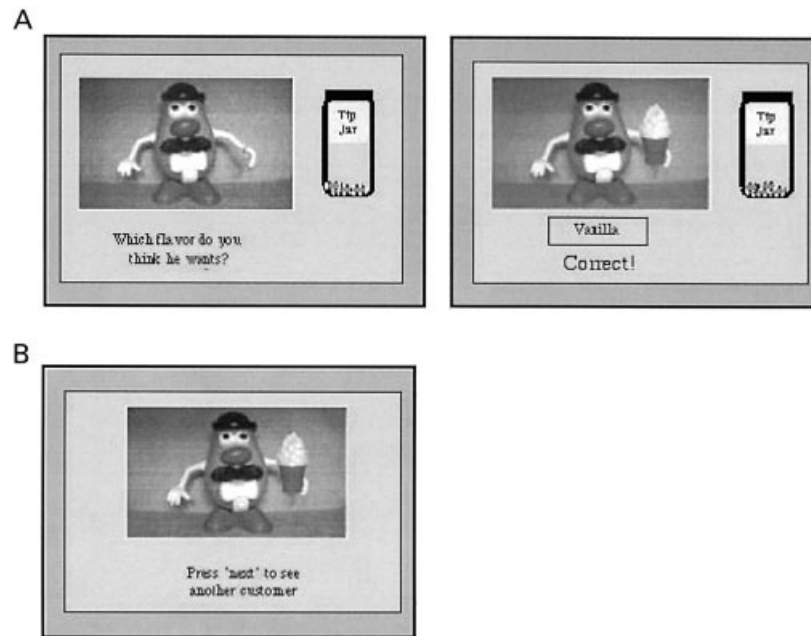 A
Tip
Jar
Which flavor do you
think he wants?
Tip
Jar
Vanilla
Correct!
B
Press "next" to see
another customer